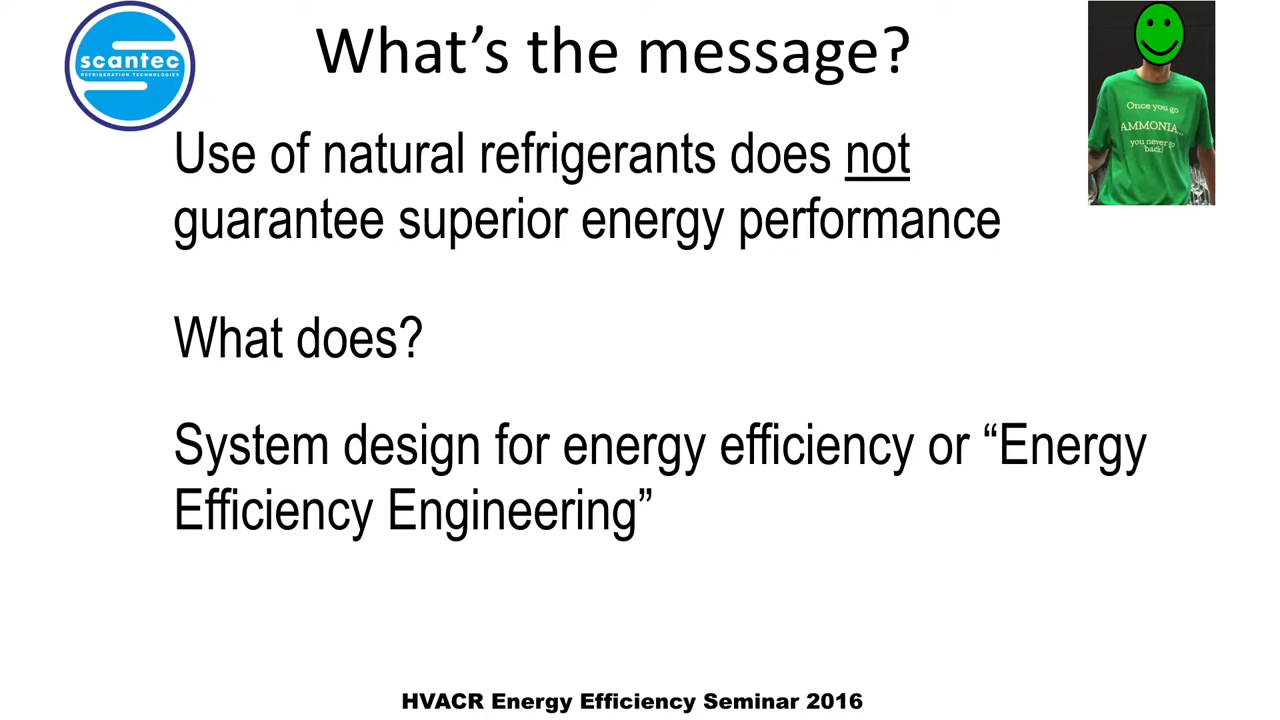 scantec
REFRIGERATION TECHNOLOGIES
What’s the message?
Once you go
AMMONIA...
you never go
back!
Use of natural refrigerants does not
guarantee superior energy performance
What does?
System design for energy efficiency or “Energy
Efficiency Engineering”
HVACR Energy Efficiency Seminar 2016